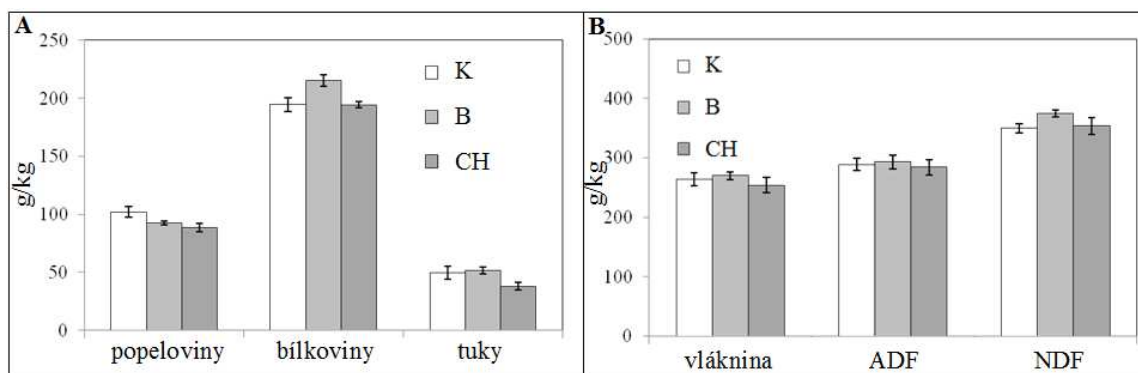 A
250
200
150
100
50
0
g/kg
K
B
CH
popeloviny bílkoviny tuky
B
500
400
300
200
100
0
g/kg
K
B
CH
vláknina ADF NDF